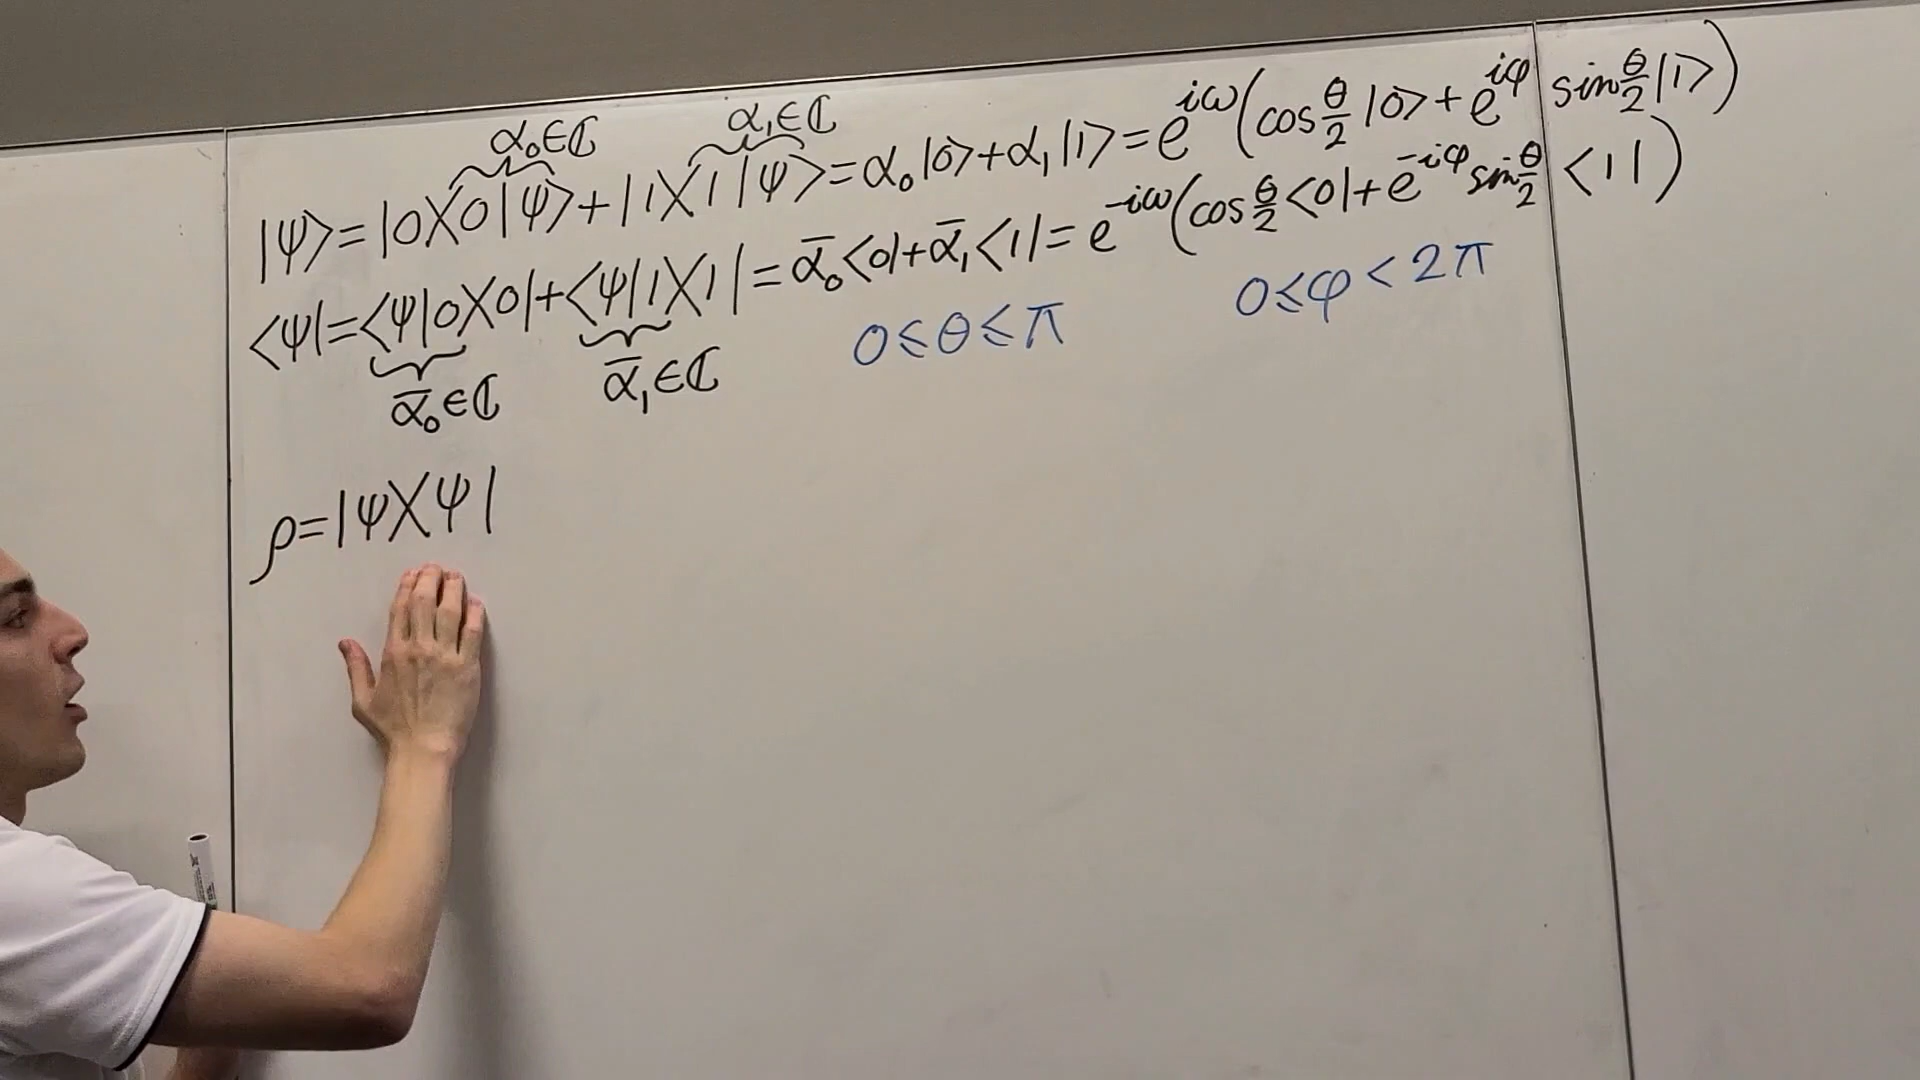 α₀∈ℂ α₁∈ℂ
|ψ⟩=|0⟩⟨0|ψ⟩+|1⟩⟨1|ψ⟩=α₀|0⟩+α₁|1⟩=e^{iω}(cos θ/2 |0⟩+e^{iφ} sin θ/2 |1⟩)
⟨ψ|=⟨ψ|0⟩⟨0|+⟨ψ|1⟩⟨1|=ᾱ₀⟨0|+ᾱ₁⟨1|=e^{-iω}(cos θ/2 ⟨0|+e^{-iφ} sin θ/2 ⟨1|)
ᾱ₀∈ℂ ᾱ₁∈ℂ 0≤θ≤π 0≤φ<2π
ρ=|ψ⟩⟨ψ|